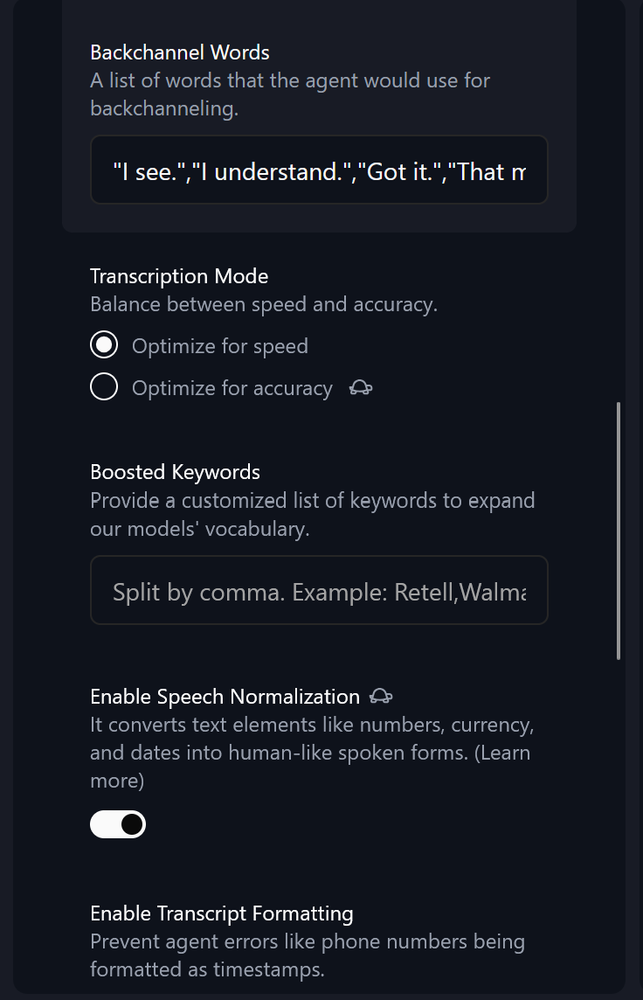 Backchannel Words
A list of words that the agent would use for
backchanneling.
"I see.","I understand.","Got it.","That m
Transcription Mode
Balance between speed and accuracy.
Optimize for speed
Optimize for accuracy
Boosted Keywords
Provide a customized list of keywords to expand
our models' vocabulary.
Split by comma. Example: Retell,Walma
Enable Speech Normalization
It converts text elements like numbers, currency,
and dates into human-like spoken forms. (Learn
more)
Enable Transcript Formatting
Prevent agent errors like phone numbers being
formatted as timestamps.